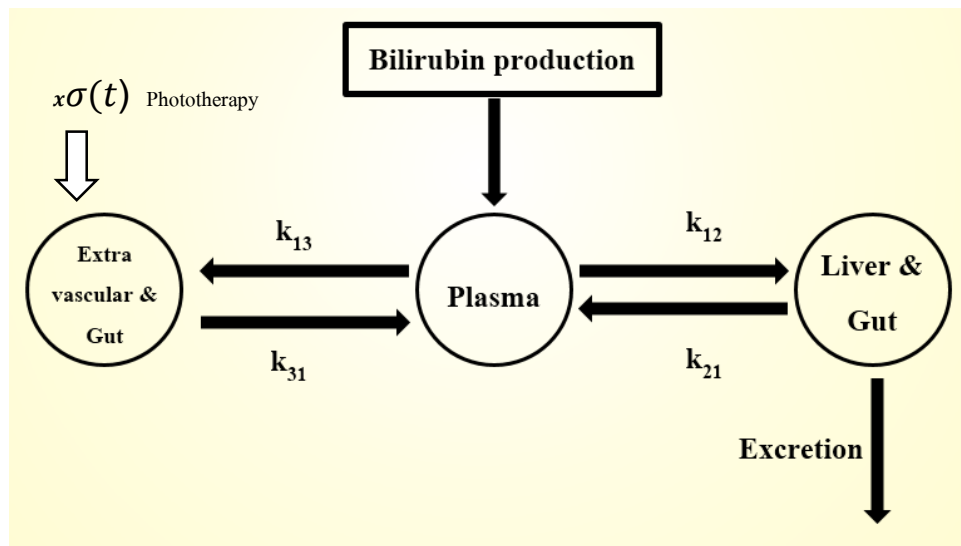 Bilirubin production
xσ(t) Phototherapy
k13
k12
Extra
vascular &
Gut
Plasma
Liver &
Gut
k31
k21
Excretion